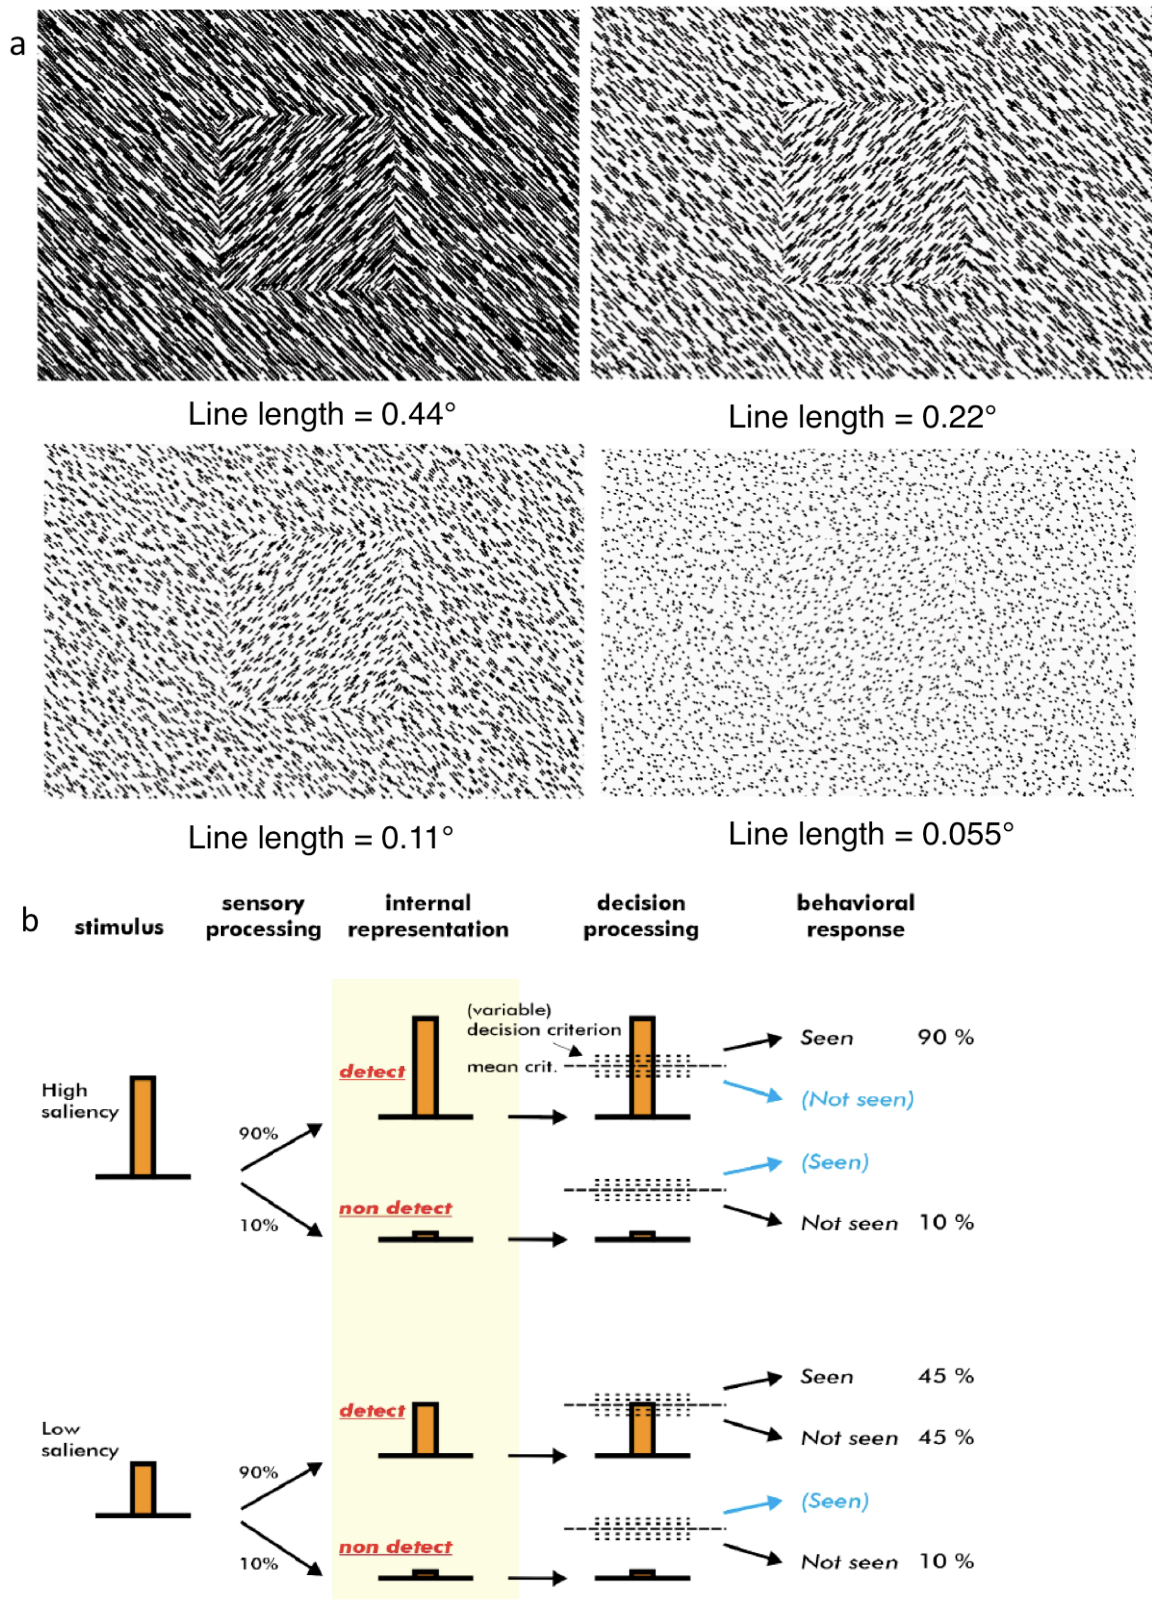 a
Line length = 0.44°
Line length = 0.22°
Line length = 0.11°
Line length = 0.055°
b
stimulus
sensory
processing
internal
representation
decision
processing
behavioral
response
High
saliency
90%
10%
detect
non detect
(variable)
decision criterion
mean crit.
Seen 90 %
(Not seen)
(Seen)
Not seen 10 %
Low
saliency
90%
10%
detect
non detect
Seen 45 %
Not seen 45 %
(Seen)
Not seen 10 %